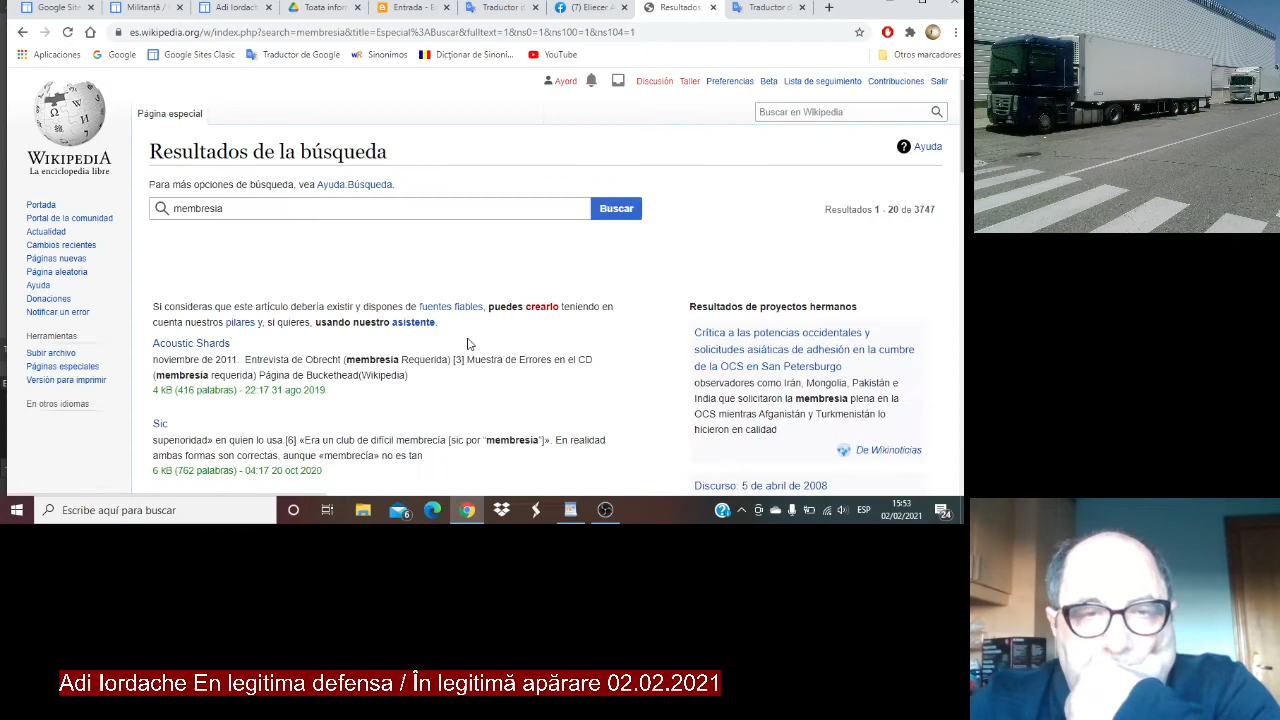 Google Site
Militanță /
Adi Iordach
Toata infor
Entrada - E
Traductor d
(7) Eliecer A
Resultados
Traductor d
es.wikipedia.org/w/index.php?search=membresia&title=Especial%3ABuscar&fulltext=1&ns0=1&ns100=1&ns104=1
Aplicaciones
Google
Google Sites Clasic
Traductor de Google
Sinonimos
Dicționar de Sinoni...
YouTube
Otros marcadores
Ayord
Discusión
Taller
Preferencias
Beta
Lista de seguimiento
Contribuciones
Salir
WIKIPEDIA
La enciclopedia libre
Portada
Portal de la comunidad
Actualidad
Cambios recientes
Páginas nuevas
Página aleatoria
Ayuda
Donaciones
Notificar un error
Herramientas
Subir archivo
Páginas especiales
Versión para imprimir
En otros idiomas
Página especial
Buscar en Wikipedia
Resultados de la búsqueda
Ayuda
Para más opciones de búsqueda, vea Ayuda:Búsqueda.
membresia
Buscar
Resultados 1 - 20 de 3747
Si consideras que este artículo debería existir y dispones de fuentes fiables, puedes crearlo teniendo en
cuenta nuestros pilares y, si quieres, usando nuestro asistente.
Acoustic Shards
noviembre de 2011. Entrevista de Obrecht (membresia Requerida) [3] Muestra de Errores en el CD
(membresia requerida) Página de Buckethead(Wikipedia)
4 kB (416 palabras) - 22:17 31 ago 2019
Sic
superioridad» en quien lo usa.[6] «Era un club de difícil membrecía [sic por "membresía"]». En realidad
ambas formas son correctas, aunque «membrecía» no es tan
6 kB (762 palabras) - 04:17 20 oct 2020
Resultados de proyectos hermanos
Crítica a las potencias occidentales y
solicitudes asiáticas de adhesión en la cumbre
de la OCS en San Petersburgo
observadores como Irán, Mongolia, Pakistán e
India que solicitaron la membresía plena en la
OCS mientras Afganistán y Turkmenistán lo
hicieron en calidad
De Wikinoticias
Discurso: 5 de abril de 2008
Escribe aquí para buscar
6
ESP
15:53
02/02/2021
24
Adi Iordache En legitima defensa / În legitimă apărare 02.02.2021